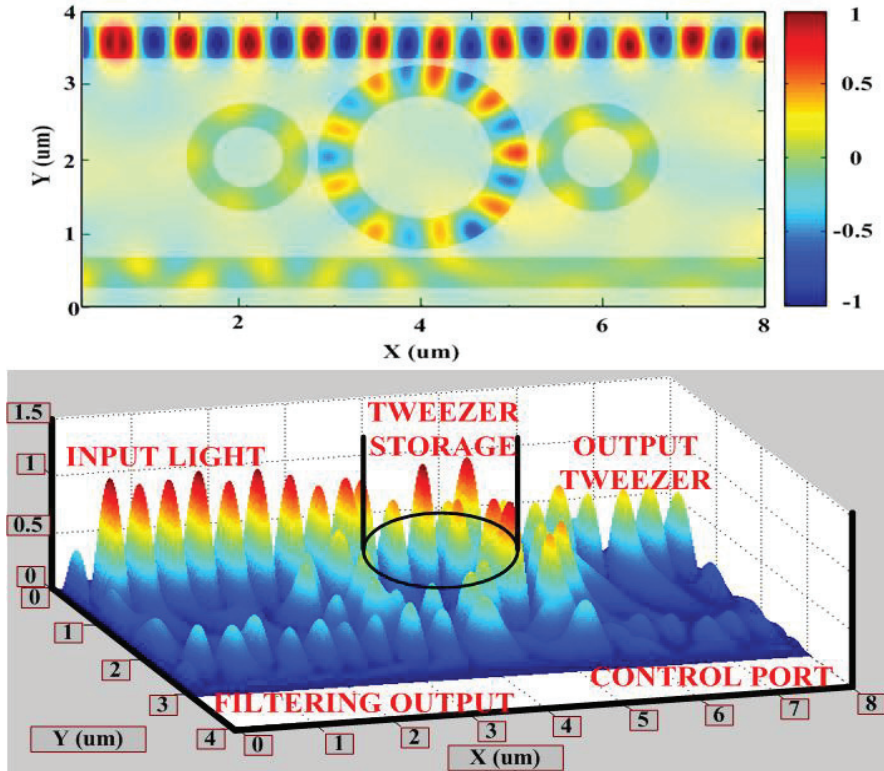 4
3
2
1
0
Y (um)
2
4
6
8
X (um)
1
0.5
0
-0.5
-1
1.5
1
0.5
0
0
1
2
3
4
Y (um)
0
1
2
3
4
5
6
7
8
X (um)
INPUT LIGHT
TWEEZER
STORAGE
OUTPUT
TWEEZER
FILTERING OUTPUT
CONTROL PORT